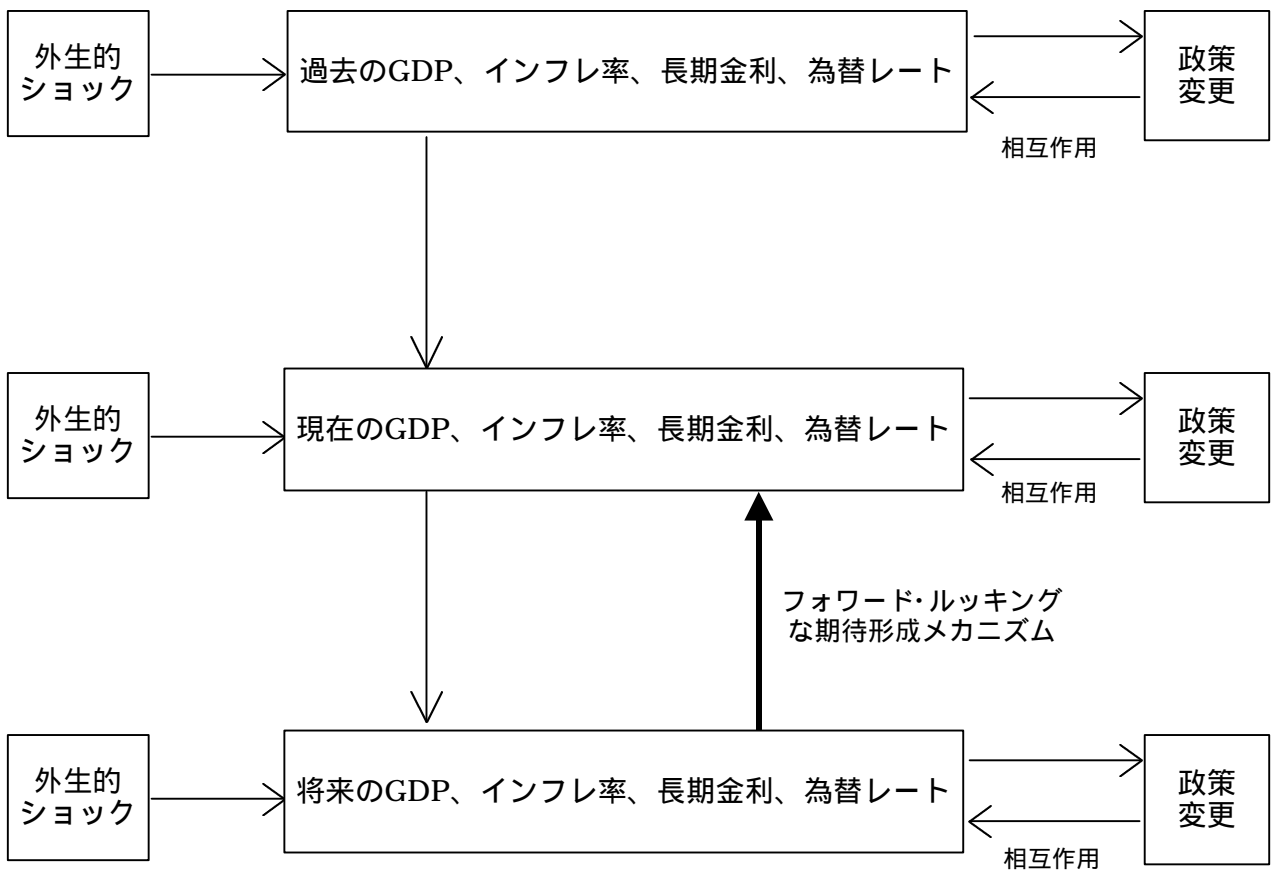 外生的
ショック
過去のGDP、インフレ率、長期金利、為替レート
政策
変更
相互作用
外生的
ショック
現在のGDP、インフレ率、長期金利、為替レート
政策
変更
相互作用
フォワード・ルッキング
な期待形成メカニズム
外生的
ショック
将来のGDP、インフレ率、長期金利、為替レート
政策
変更
相互作用